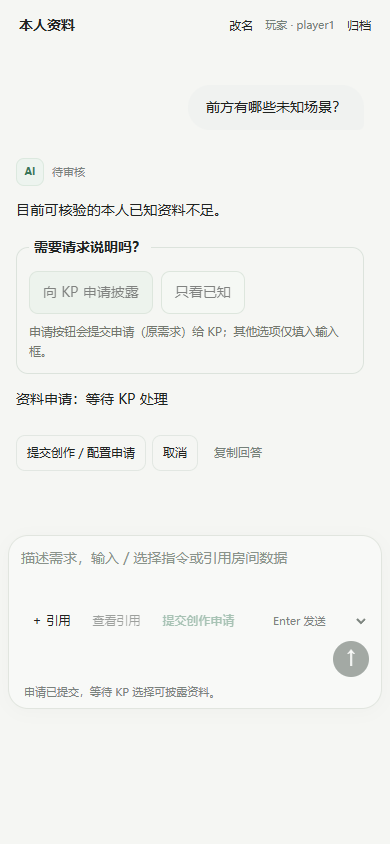 本人资料 改名 玩家 · player1 归档
前方有哪些未知场景？
AI 待审核
目前可核验的本人已知资料不足。
需要请求说明吗？
向 KP 申请披露 只看已知
申请按钮会提交申请（原需求）给 KP；其他选项仅填入输入
框。
资料申请：等待 KP 处理
提交创作 / 配置申请 取消 复制回答
描述需求，输入 / 选择指令或引用房间数据
+ 引用 查看引用 提交创作申请 Enter 发送
↑
申请已提交，等待 KP 选择可披露资料。